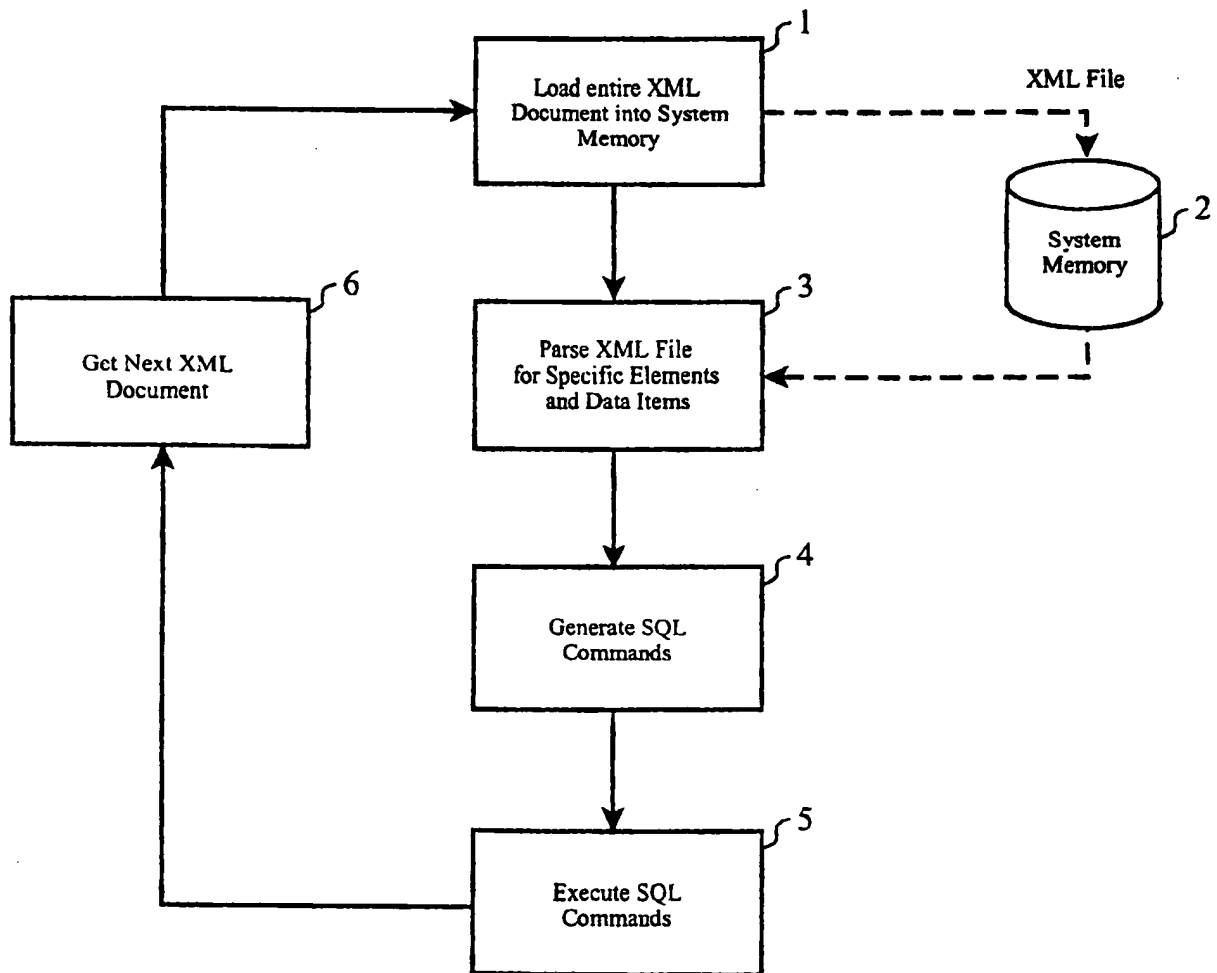 1
Load entire XML
Document into System
Memory
XML File
2
System
Memory
6
Get Next XML
Document
3
Parse XML File
for Specific Elements
and Data Items
4
Generate SQL
Commands
5
Execute SQL
Commands